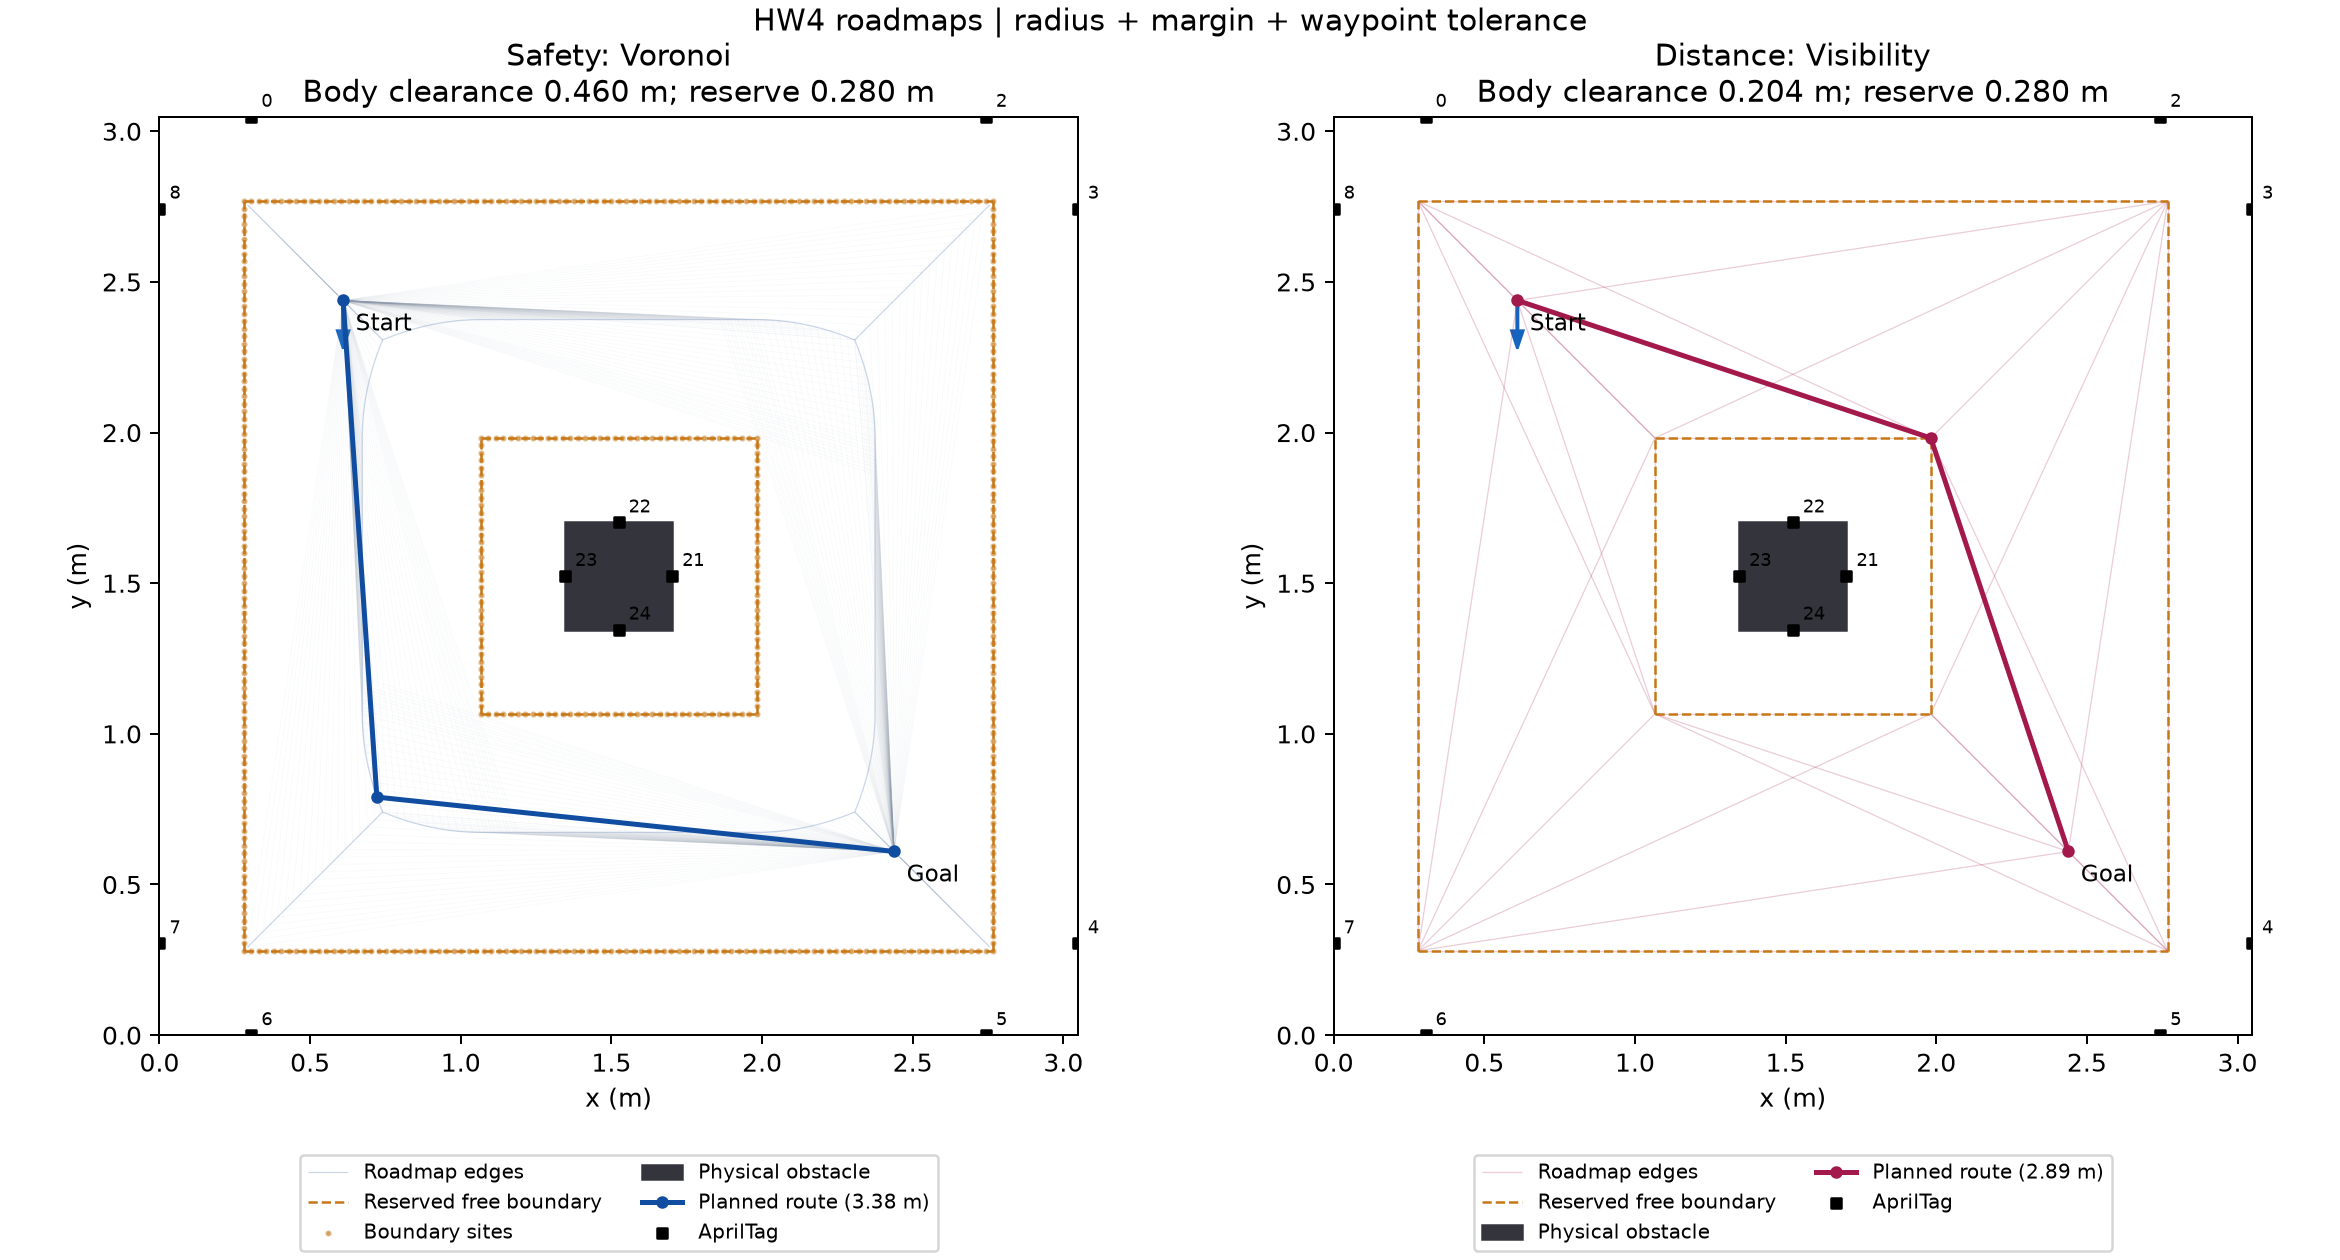 HW4 roadmaps | radius + margin + waypoint tolerance
Safety: Voronoi
Body clearance 0.460 m; reserve 0.280 m
0
2
8
3
3.0
2.5
2.0
1.5
1.0
0.5
0.0
y (m)
Start
22
23
21
24
Goal
7
4
6
5
0.0 0.5 1.0 1.5 2.0 2.5 3.0
x (m)
Roadmap edges
Reserved free boundary
Boundary sites
Physical obstacle
Planned route (3.38 m)
AprilTag
Distance: Visibility
Body clearance 0.204 m; reserve 0.280 m
0
2
8
3
3.0
2.5
2.0
1.5
1.0
0.5
0.0
y (m)
Start
22
23
21
24
Goal
7
4
6
5
0.0 0.5 1.0 1.5 2.0 2.5 3.0
x (m)
Roadmap edges
Reserved free boundary
Physical obstacle
Planned route (2.89 m)
AprilTag